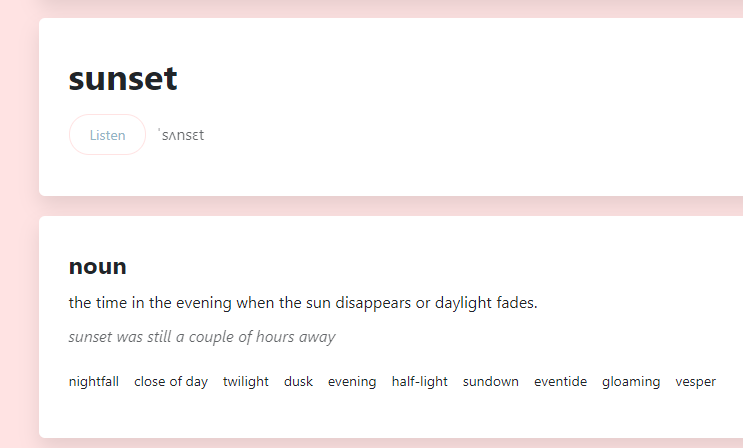 sunset
Listen ˈsʌnsɛt
noun
the time in the evening when the sun disappears or daylight fades.
sunset was still a couple of hours away
nightfall close of day twilight dusk evening half-light sundown eventide gloaming vesper